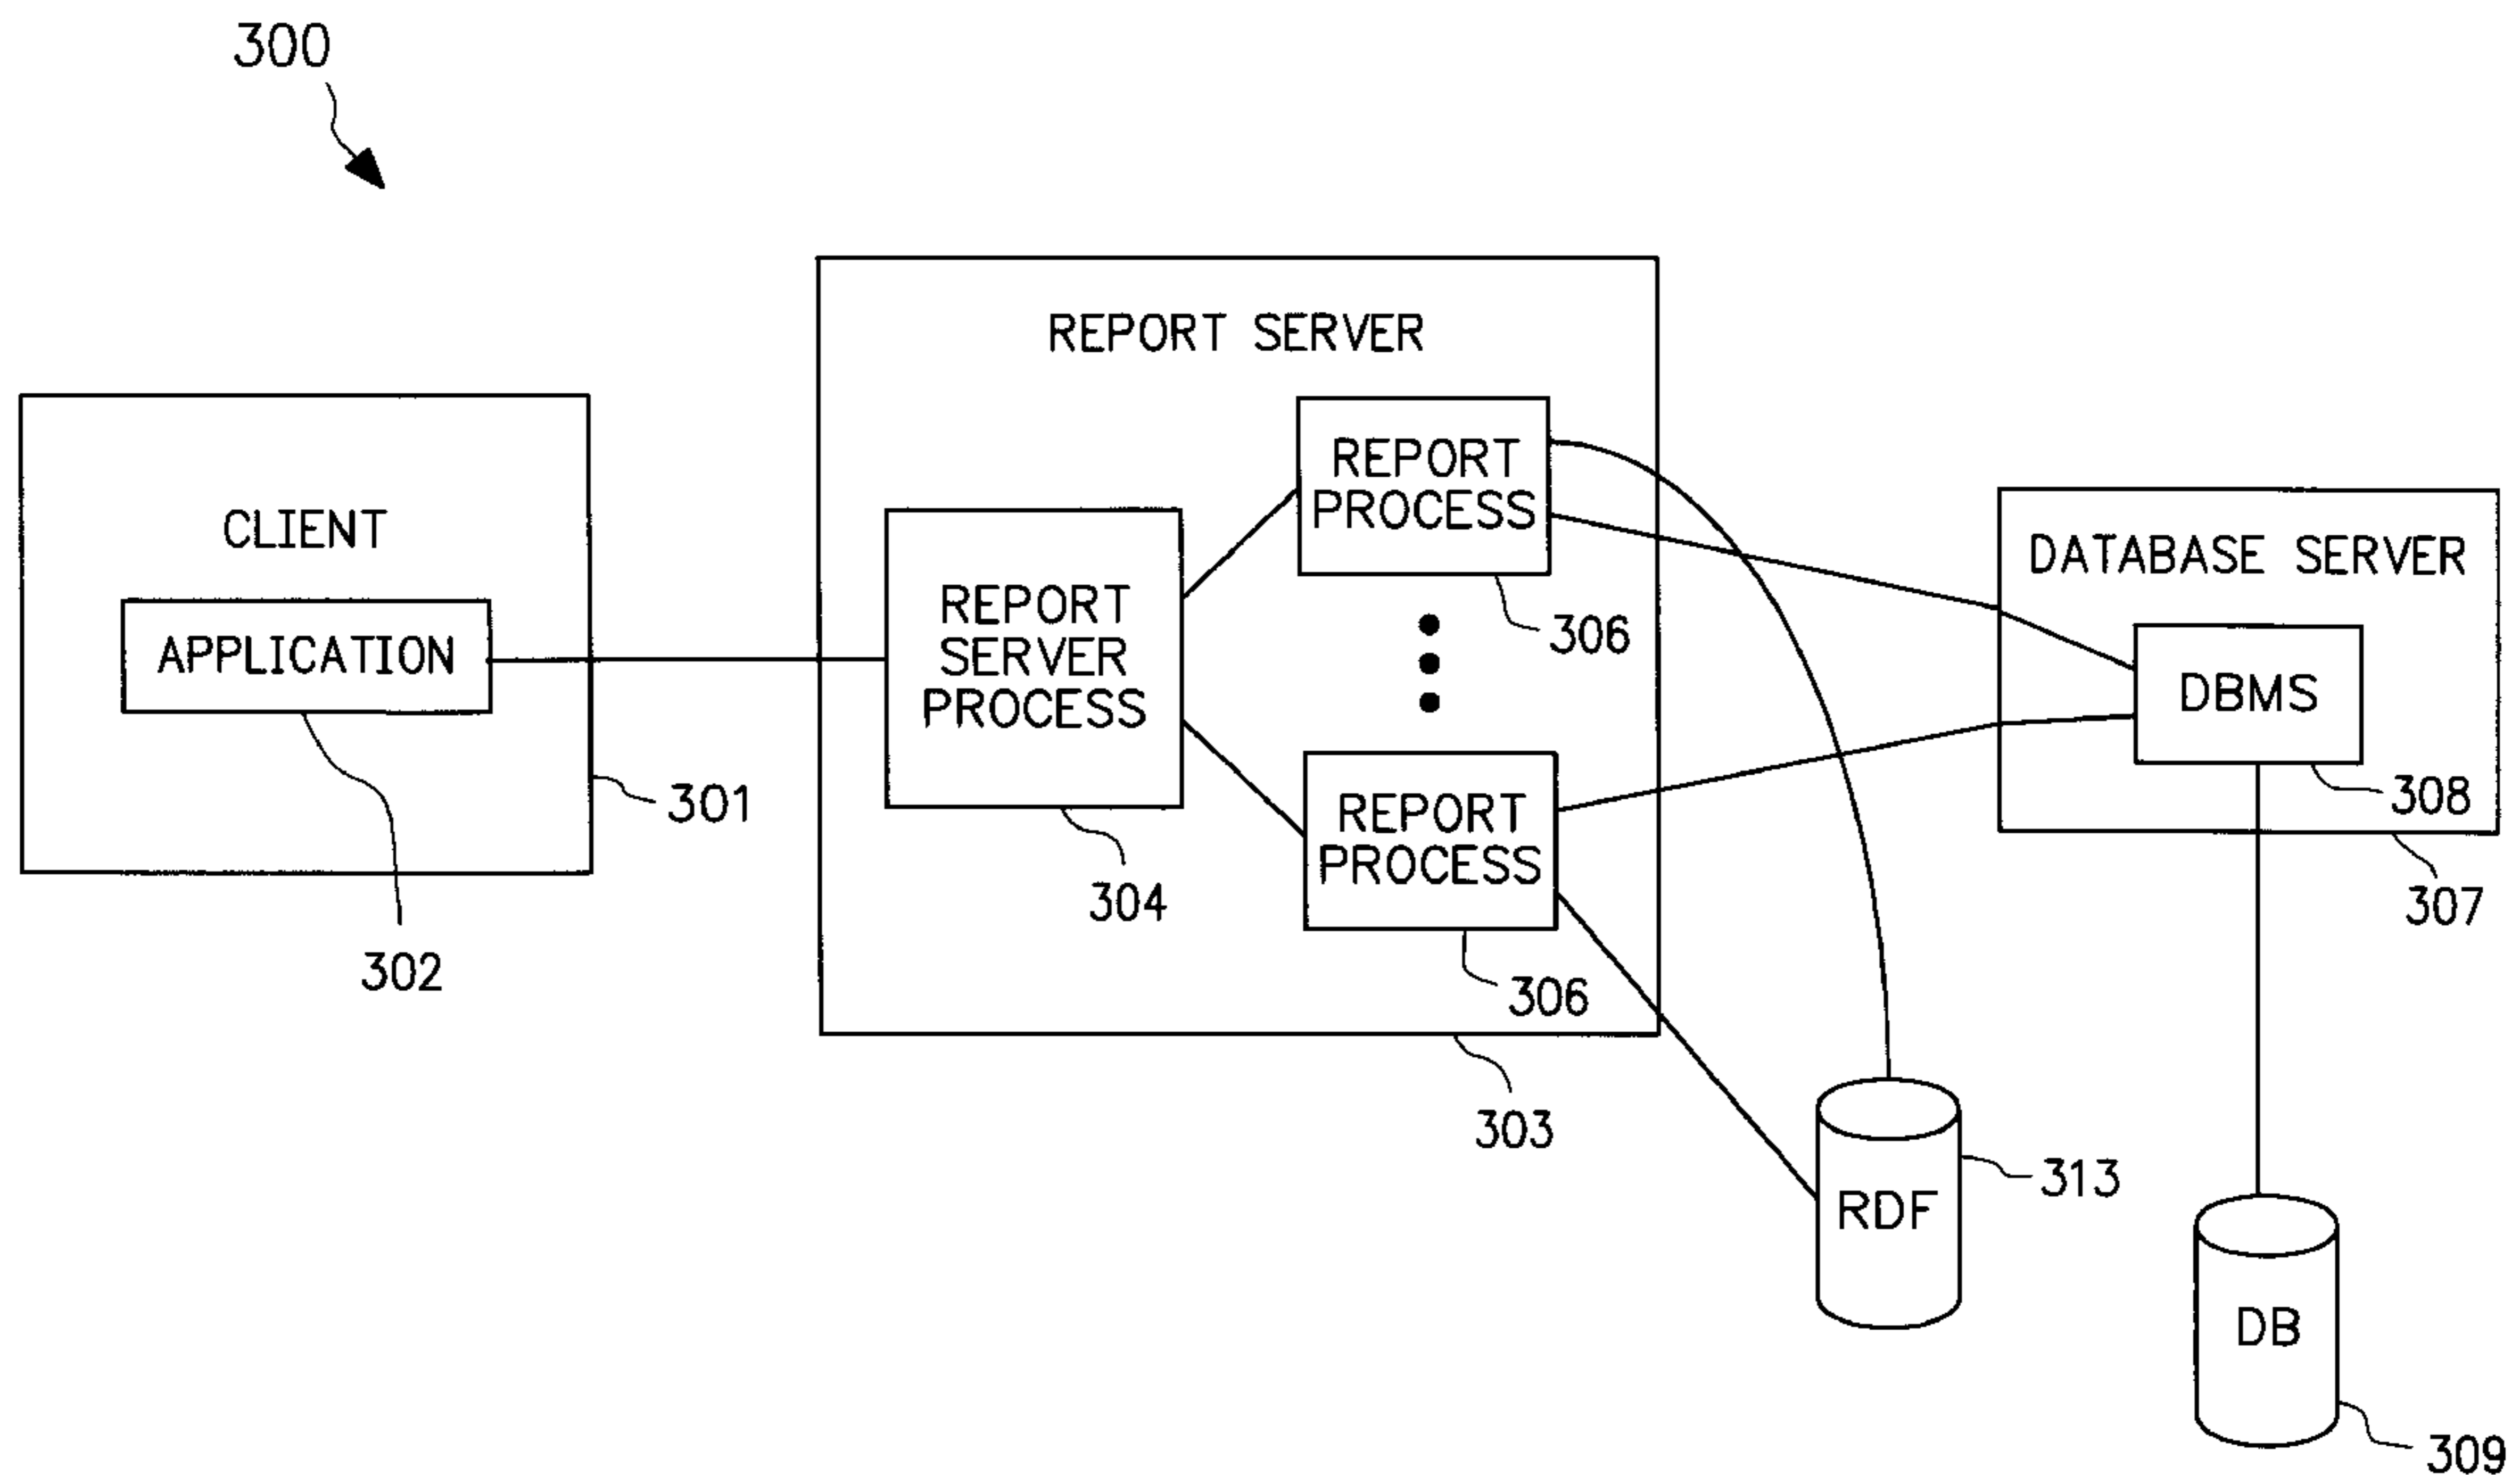 300
REPORT SERVER
CLIENT
APPLICATION
301
302
REPORT
SERVER
PROCESS
304
REPORT
PROCESS
306
REPORT
PROCESS
306
303
DATABASE SERVER
DBMS
308
307
RDF
313
DB
309